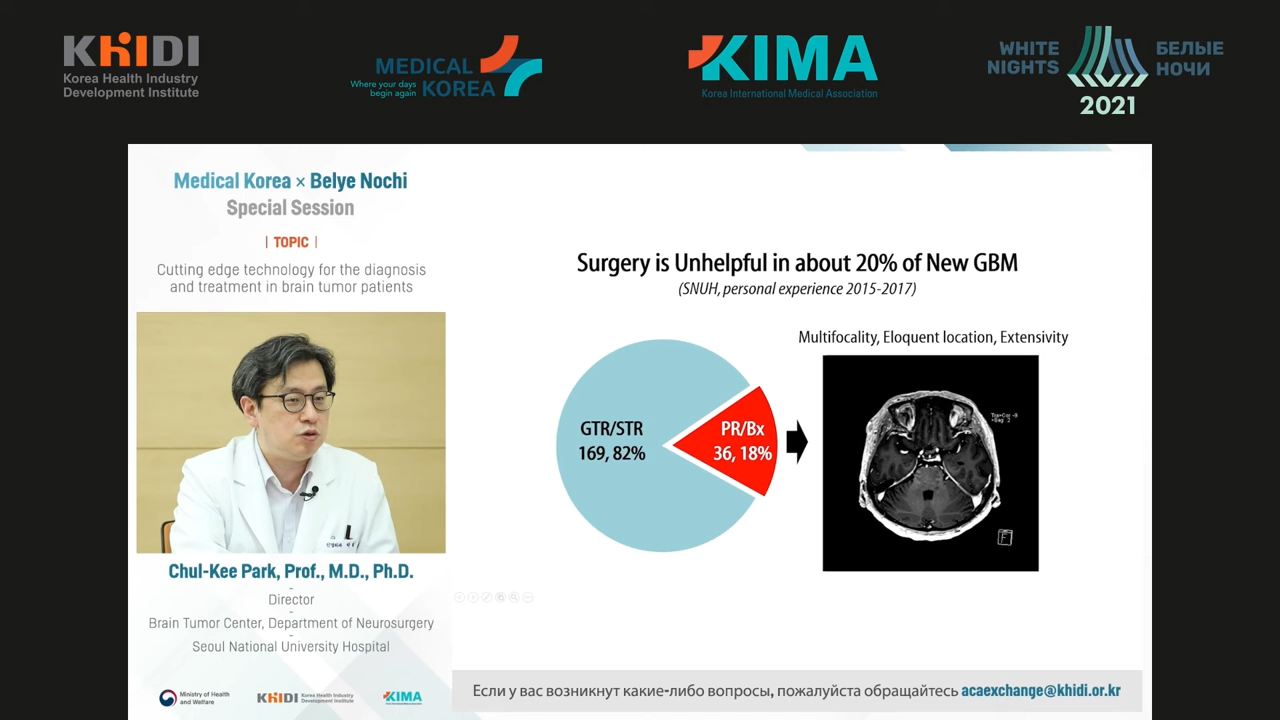 KHIDI
Korea Health Industry
Development Institute
MEDICAL
KOREA
Where your days
begin again
KIMA
Korea International Medical Association
WHITE
NIGHTS
БЕЛЫЕ
НОЧИ
2021
Medical Korea × Belye Nochi
Special Session
| TOPIC |
Cutting edge technology for the diagnosis
and treatment in brain tumor patients
Chul-Kee Park, Prof., M.D., Ph.D.
Director
Brain Tumor Center, Department of Neurosurgery
Seoul National University Hospital
Ministry of Health
and Welfare
KHIDI
Korea Health Industry
Development Institute
KIMA
Surgery is Unhelpful in about 20% of New GBM
(SNUH, personal experience 2015-2017)
Multifocality, Eloquent location, Extensivity
GTR/STR
169, 82%
PR/Bx
36, 18%
F
Если у вас возникнут какие-либо вопросы, пожалуйста обращайтесь acaexchange@khidi.or.kr